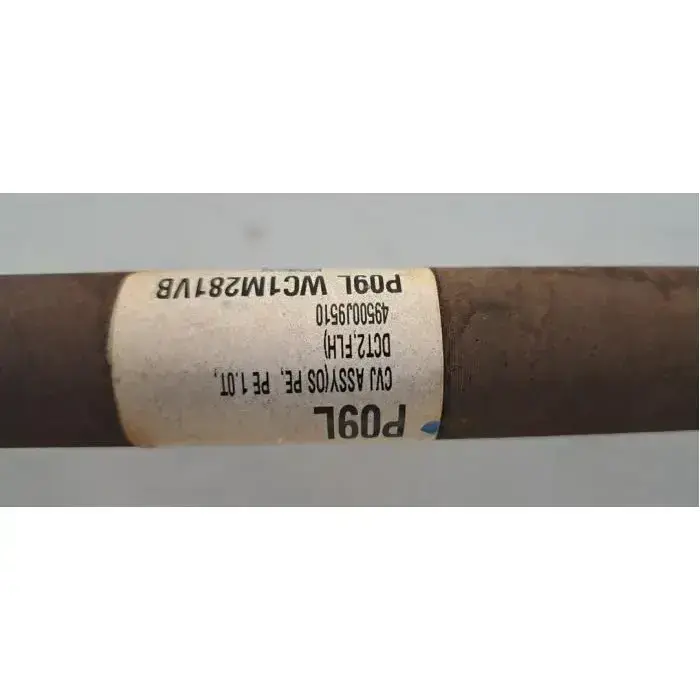 P09L
CVJ ASSY(OS PE, PE 1.0T,
DCT2,FLH)
49500J9510
P09L WC1M281VB